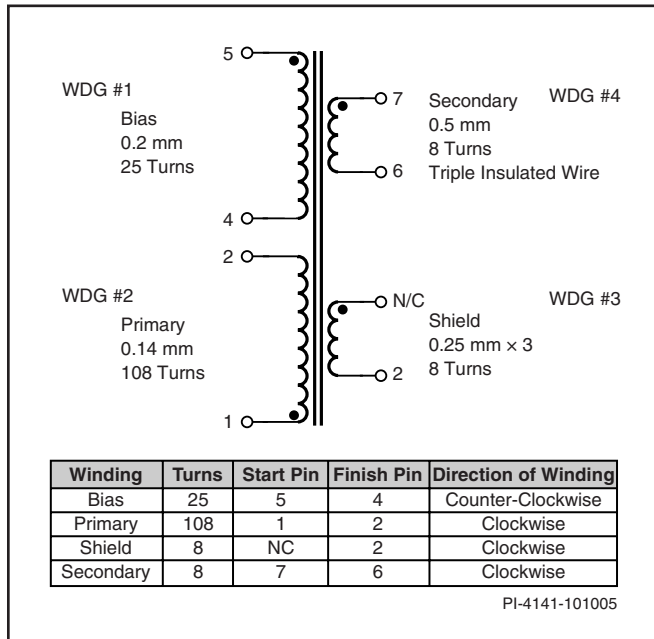 5
WDG #1
Bias
0.2 mm
25 Turns
4
7
Secondary
WDG #4
0.5 mm
8 Turns
6
Triple Insulated Wire
2
WDG #2
Primary
0.14 mm
108 Turns
1
N/C
WDG #3
Shield
0.25 mm × 3
8 Turns
2
Winding Turns Start Pin Finish Pin Direction of Winding
Bias 25 5 4 Counter-Clockwise
Primary 108 1 2 Clockwise
Shield 8 NC 2 Clockwise
Secondary 8 7 6 Clockwise
PI-4141-101005